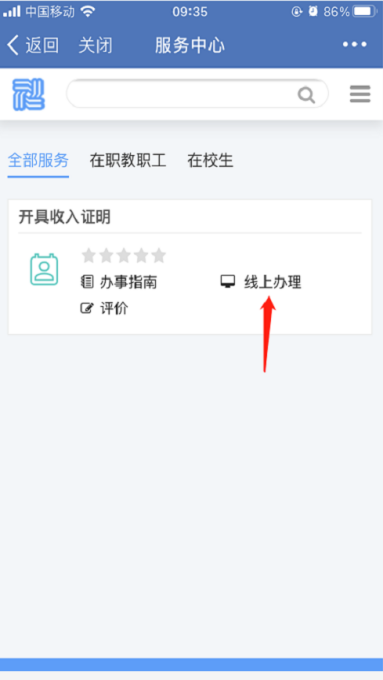 中国移动 09:35 86%
返回 关闭 服务中心
全部服务 在职教职工 在校生
开具收入证明
办事指南 线上办理
评价